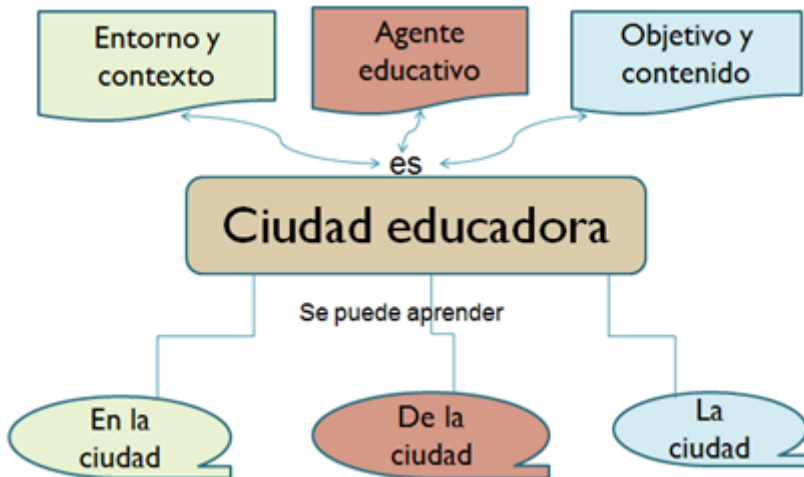 Entorno y
contexto
Agente
educativo
Objetivo y
contenido
es
Ciudad educadora
Se puede aprender
En la
ciudad
De la
ciudad
La
ciudad